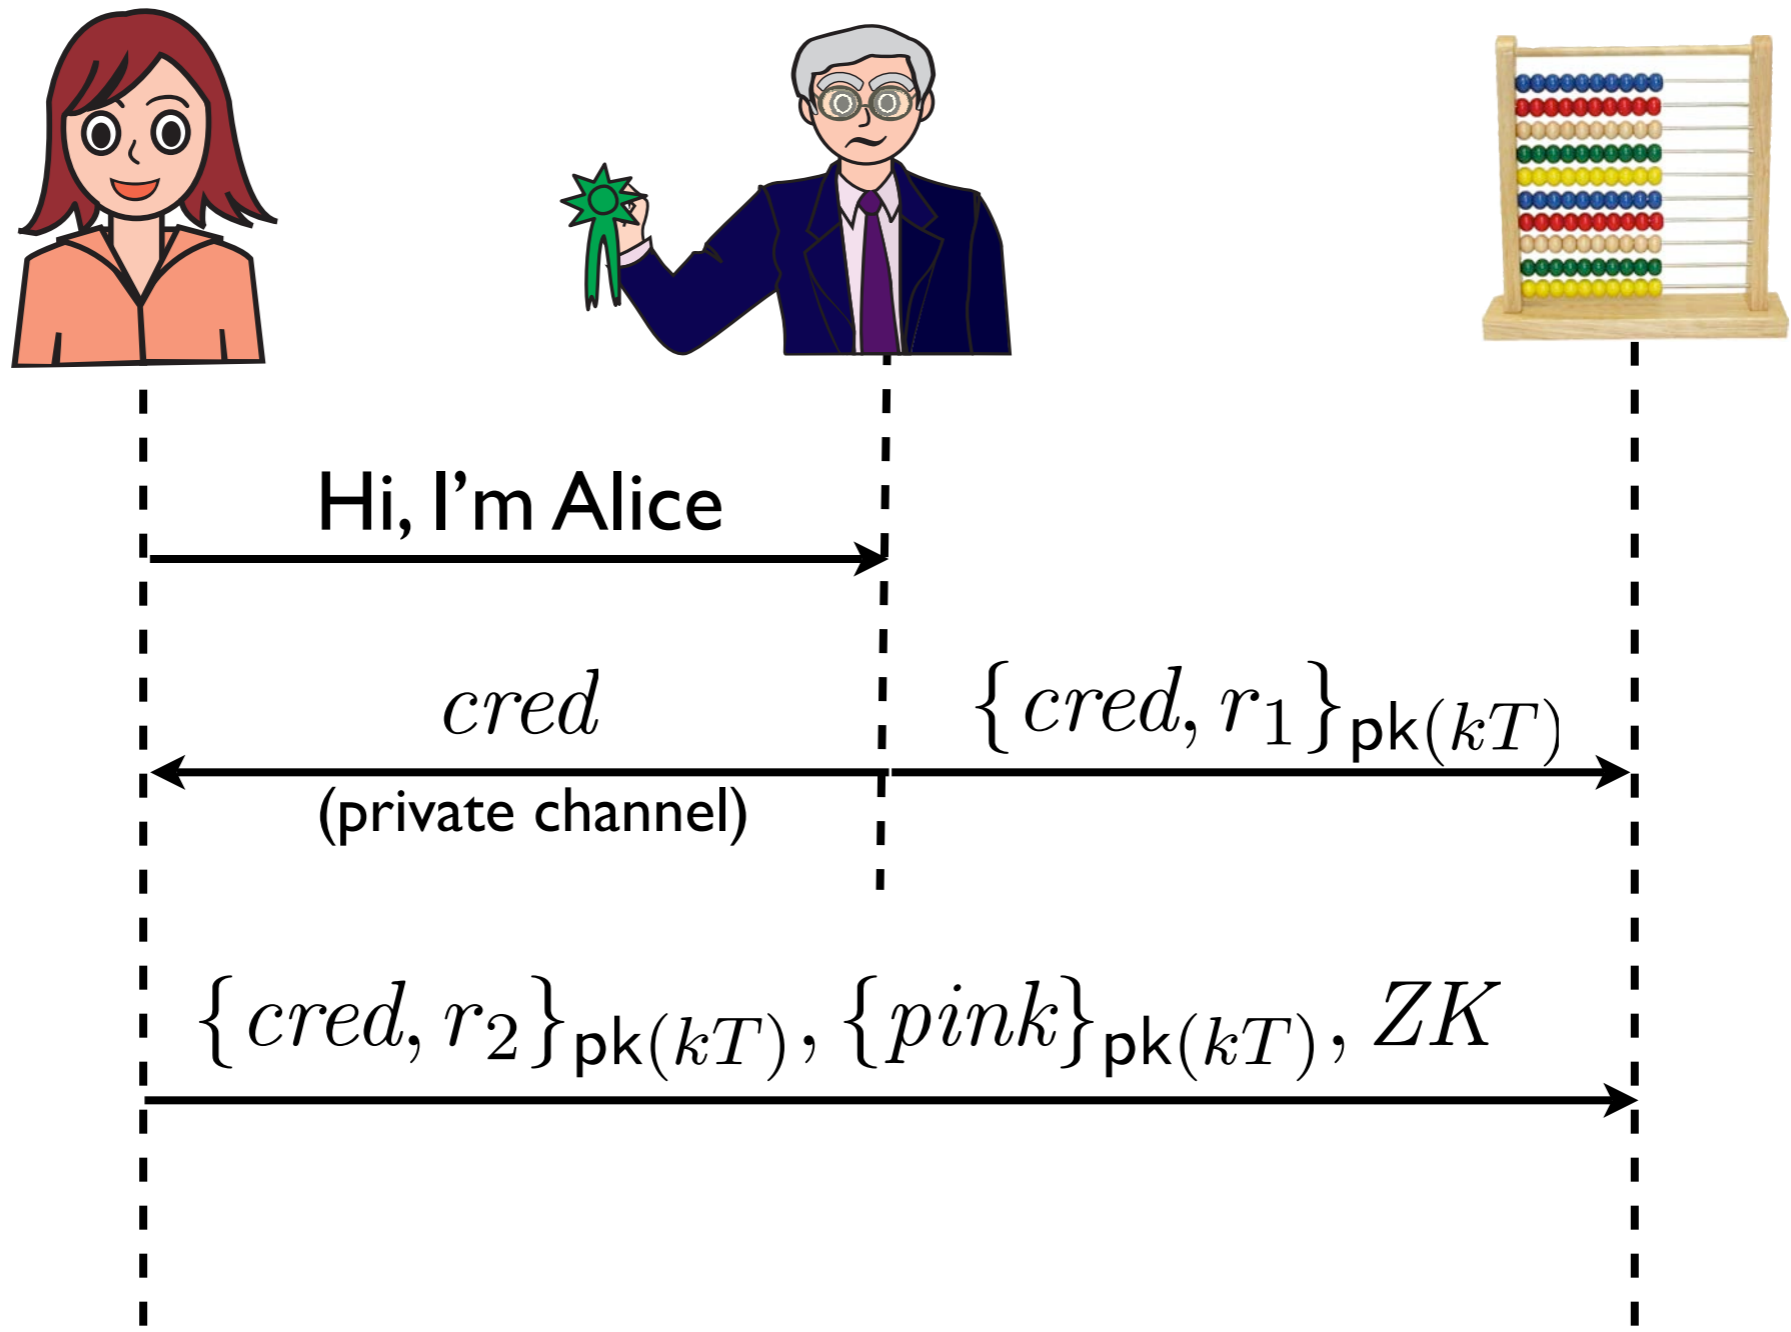 Hi, I'm Alice
cred
(private channel)
{cred, r₁}pk(kT)
{cred, r₂}pk(kT), {pink}pk(kT), ZK